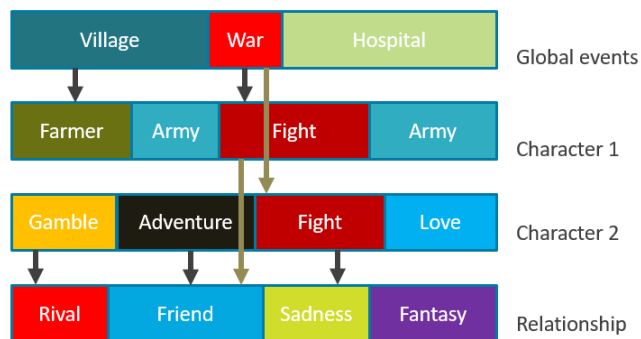 Village War Hospital Global events
Farmer Army Fight Army Character 1
Gamble Adventure Fight Love Character 2
Rival Friend Sadness Fantasy Relationship